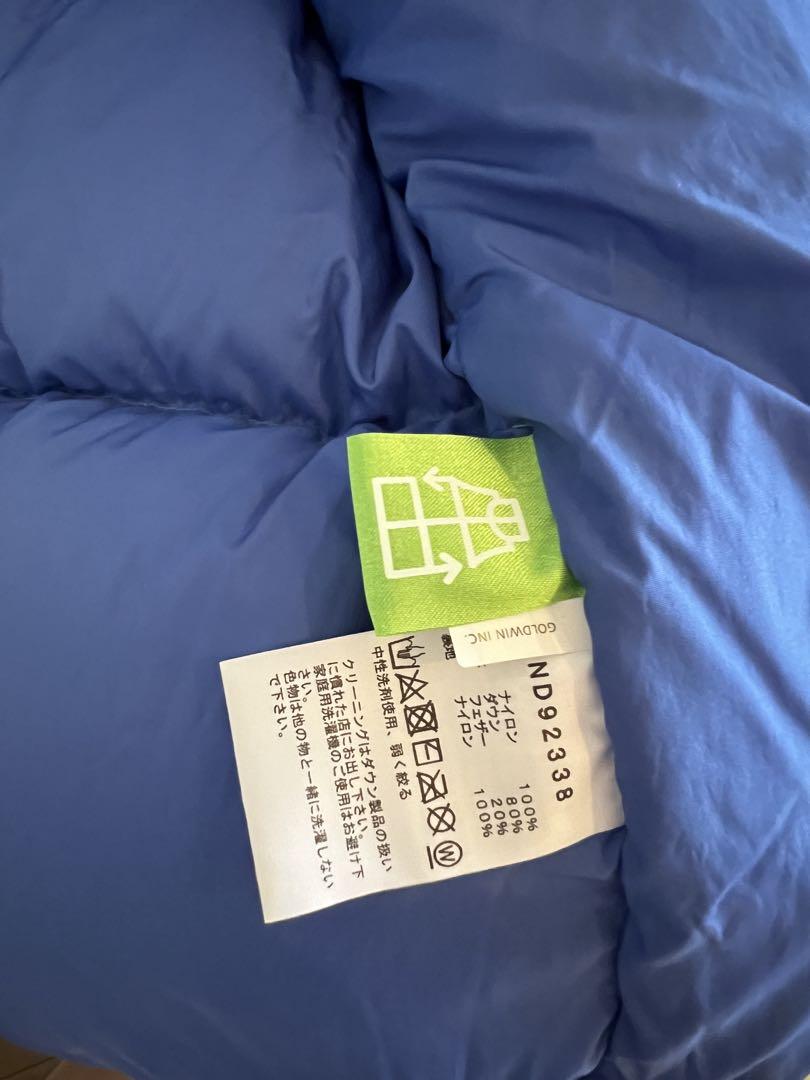 GOLDWIN INC.
ND92338
表地 ナイロン 100%
ダウン 80%
フェザー 20%
ナイロン 100%
W
中性洗剤使用、弱く絞る
クリーニングはダウン製品の扱い
に慣れた店にお出し下さい。
家庭用洗濯機のご使用はお避け下
さい。
色物は他の物と一緒に洗濯しない
で下さい。